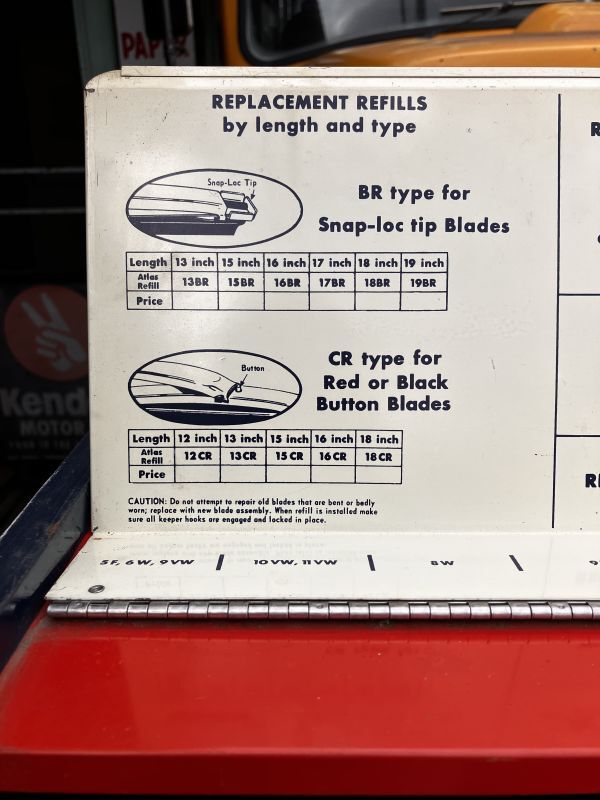 PAP
REPLACEMENT REFILLS
by length and type
Snap-Loc Tip
BR type for
Snap-loc tip Blades
Length 13 inch 15 inch 16 inch 17 inch 18 inch 19 inch
Atlas Refill 13BR 15BR 16BR 17BR 18BR 19BR
Price
Button
CR type for
Red or Black
Button Blades
Length 12 inch 13 inch 15 inch 16 inch 18 inch
Atlas Refill 12CR 13CR 15CR 16CR 18CR
Price
CAUTION: Do not attempt to repair old blades that are bent or badly
worn; replace with new blade assembly. When refill is installed make
sure all keeper hooks are engaged and locked in place.
Kend
MOTOR
5F, 6W, 9VW | 10VW, 11VW | 8W \ 9